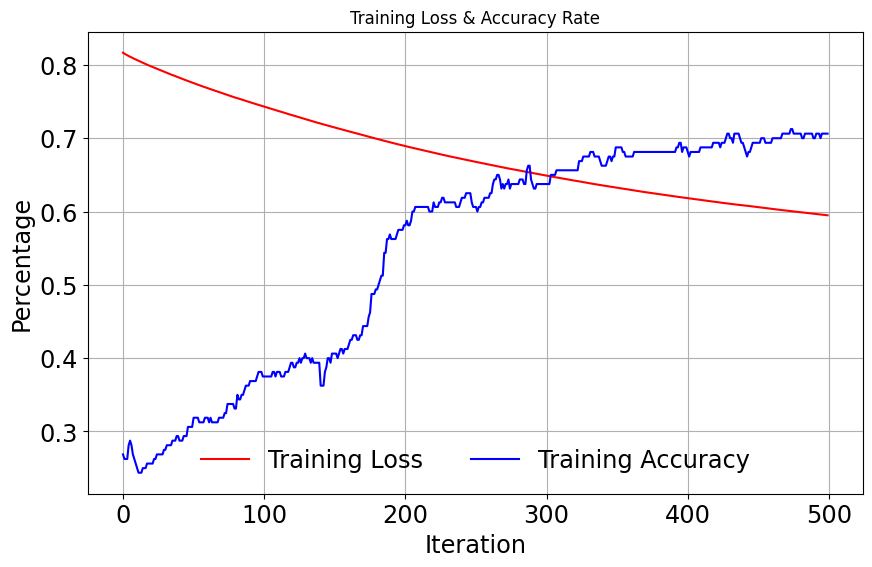 Training Loss & Accuracy Rate
0.8
0.7
0.6
0.5
0.4
0.3
Percentage
Training Loss Training Accuracy
0 100 200 300 400 500
Iteration